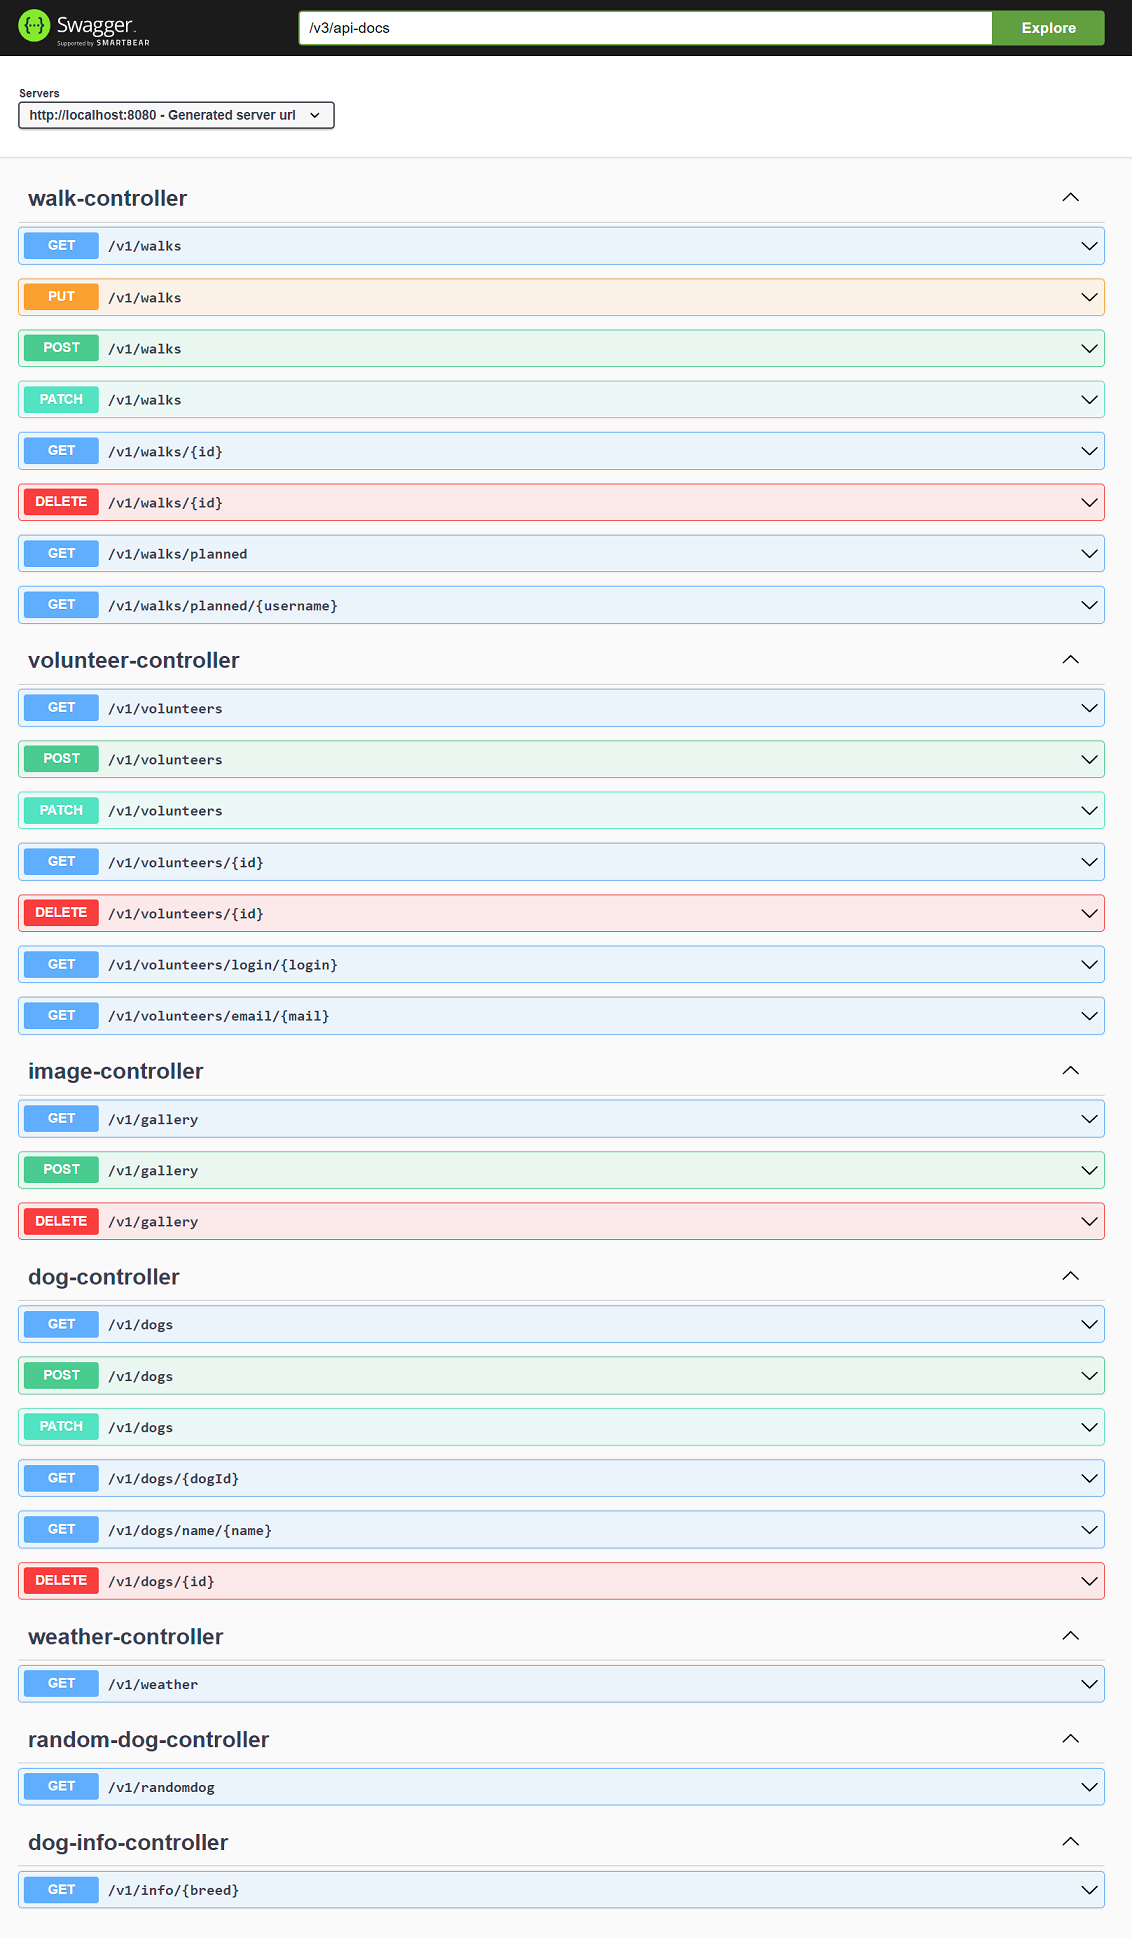 Swagger
Supported by SMARTBEAR
/v3/api-docs
Explore
Servers
http://localhost:8080 - Generated server url
walk-controller
GET /v1/walks
PUT /v1/walks
POST /v1/walks
PATCH /v1/walks
GET /v1/walks/{id}
DELETE /v1/walks/{id}
GET /v1/walks/planned
GET /v1/walks/planned/{username}
volunteer-controller
GET /v1/volunteers
POST /v1/volunteers
PATCH /v1/volunteers
GET /v1/volunteers/{id}
DELETE /v1/volunteers/{id}
GET /v1/volunteers/login/{login}
GET /v1/volunteers/email/{mail}
image-controller
GET /v1/gallery
POST /v1/gallery
DELETE /v1/gallery
dog-controller
GET /v1/dogs
POST /v1/dogs
PATCH /v1/dogs
GET /v1/dogs/{dogId}
GET /v1/dogs/name/{name}
DELETE /v1/dogs/{id}
weather-controller
GET /v1/weather
random-dog-controller
GET /v1/randomdog
dog-info-controller
GET /v1/info/{breed}